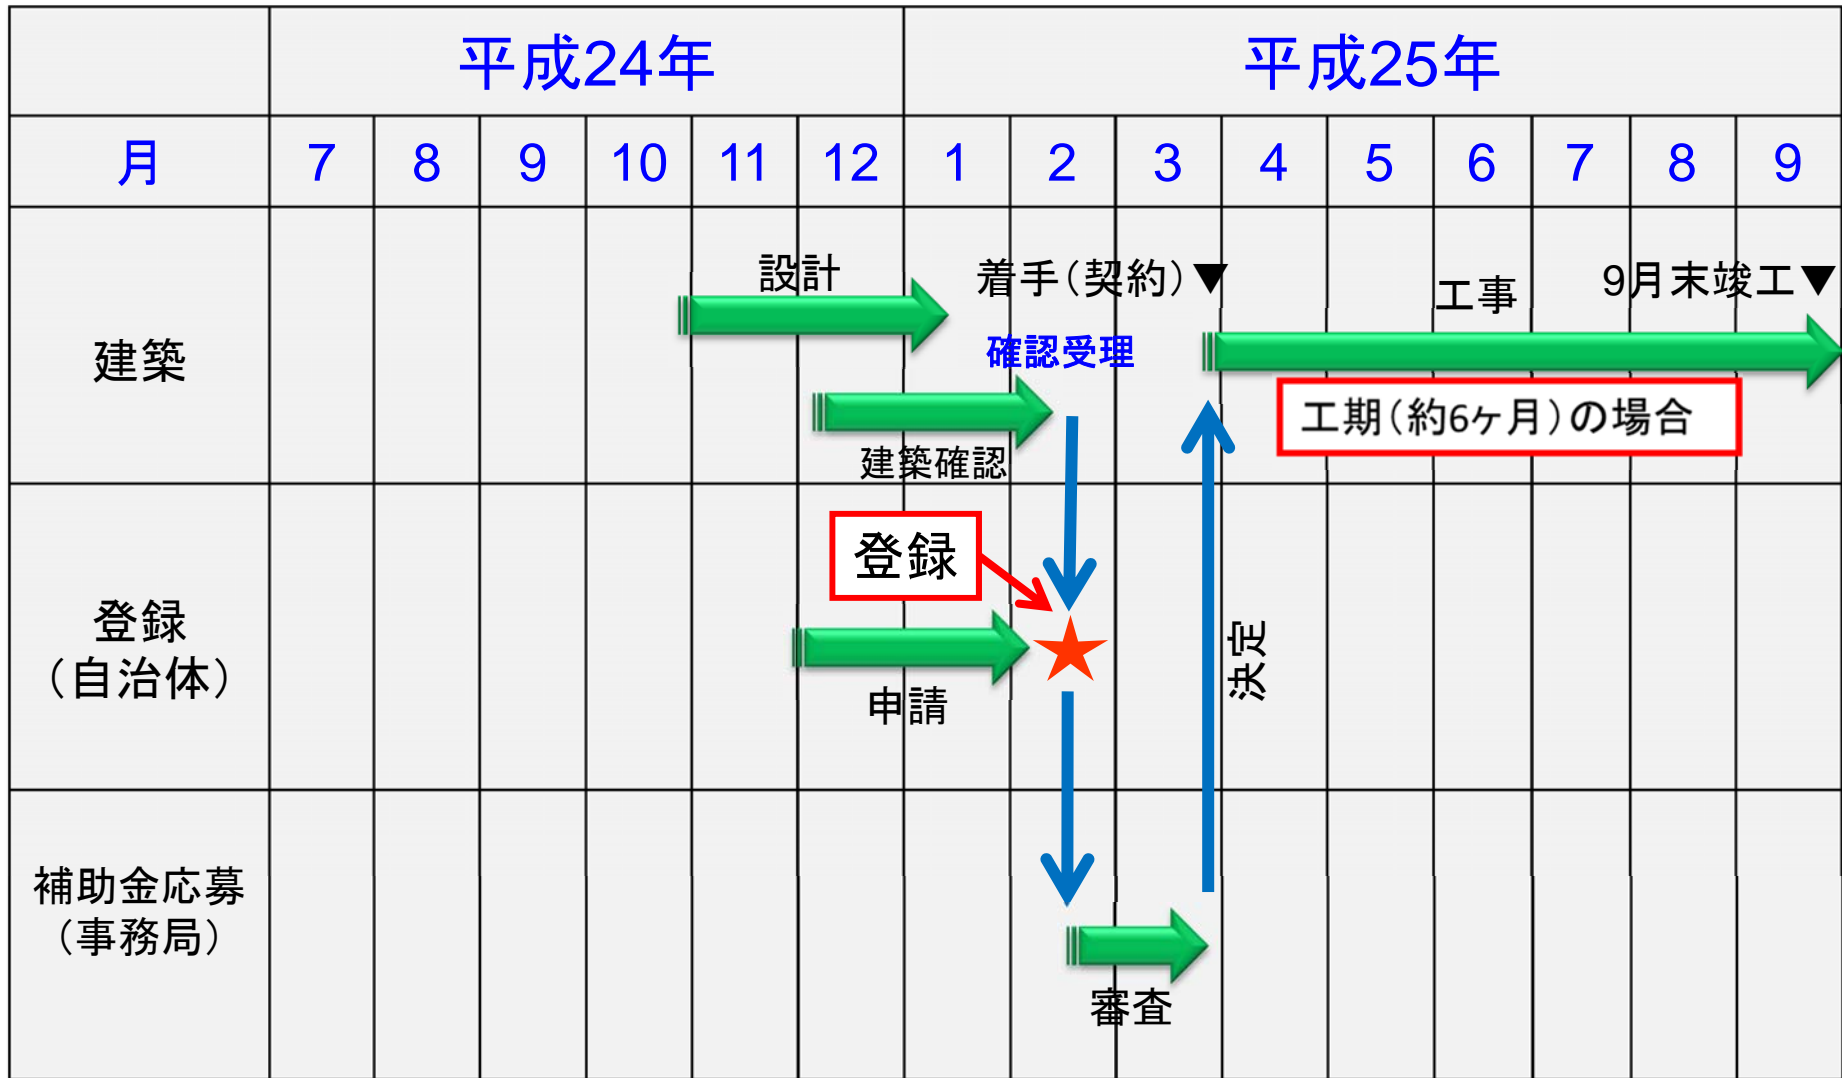 平成24年
平成25年
月 7 8 9 10 11 12 1 2 3 4 5 6 7 8 9
建築
設計
着手（契約）▼
工事
9月末竣工▼
確認受理
工期（約6ヶ月）の場合
建築確認
登録
登録
（自治体）
申請
決定
補助金応募
（事務局）
審査